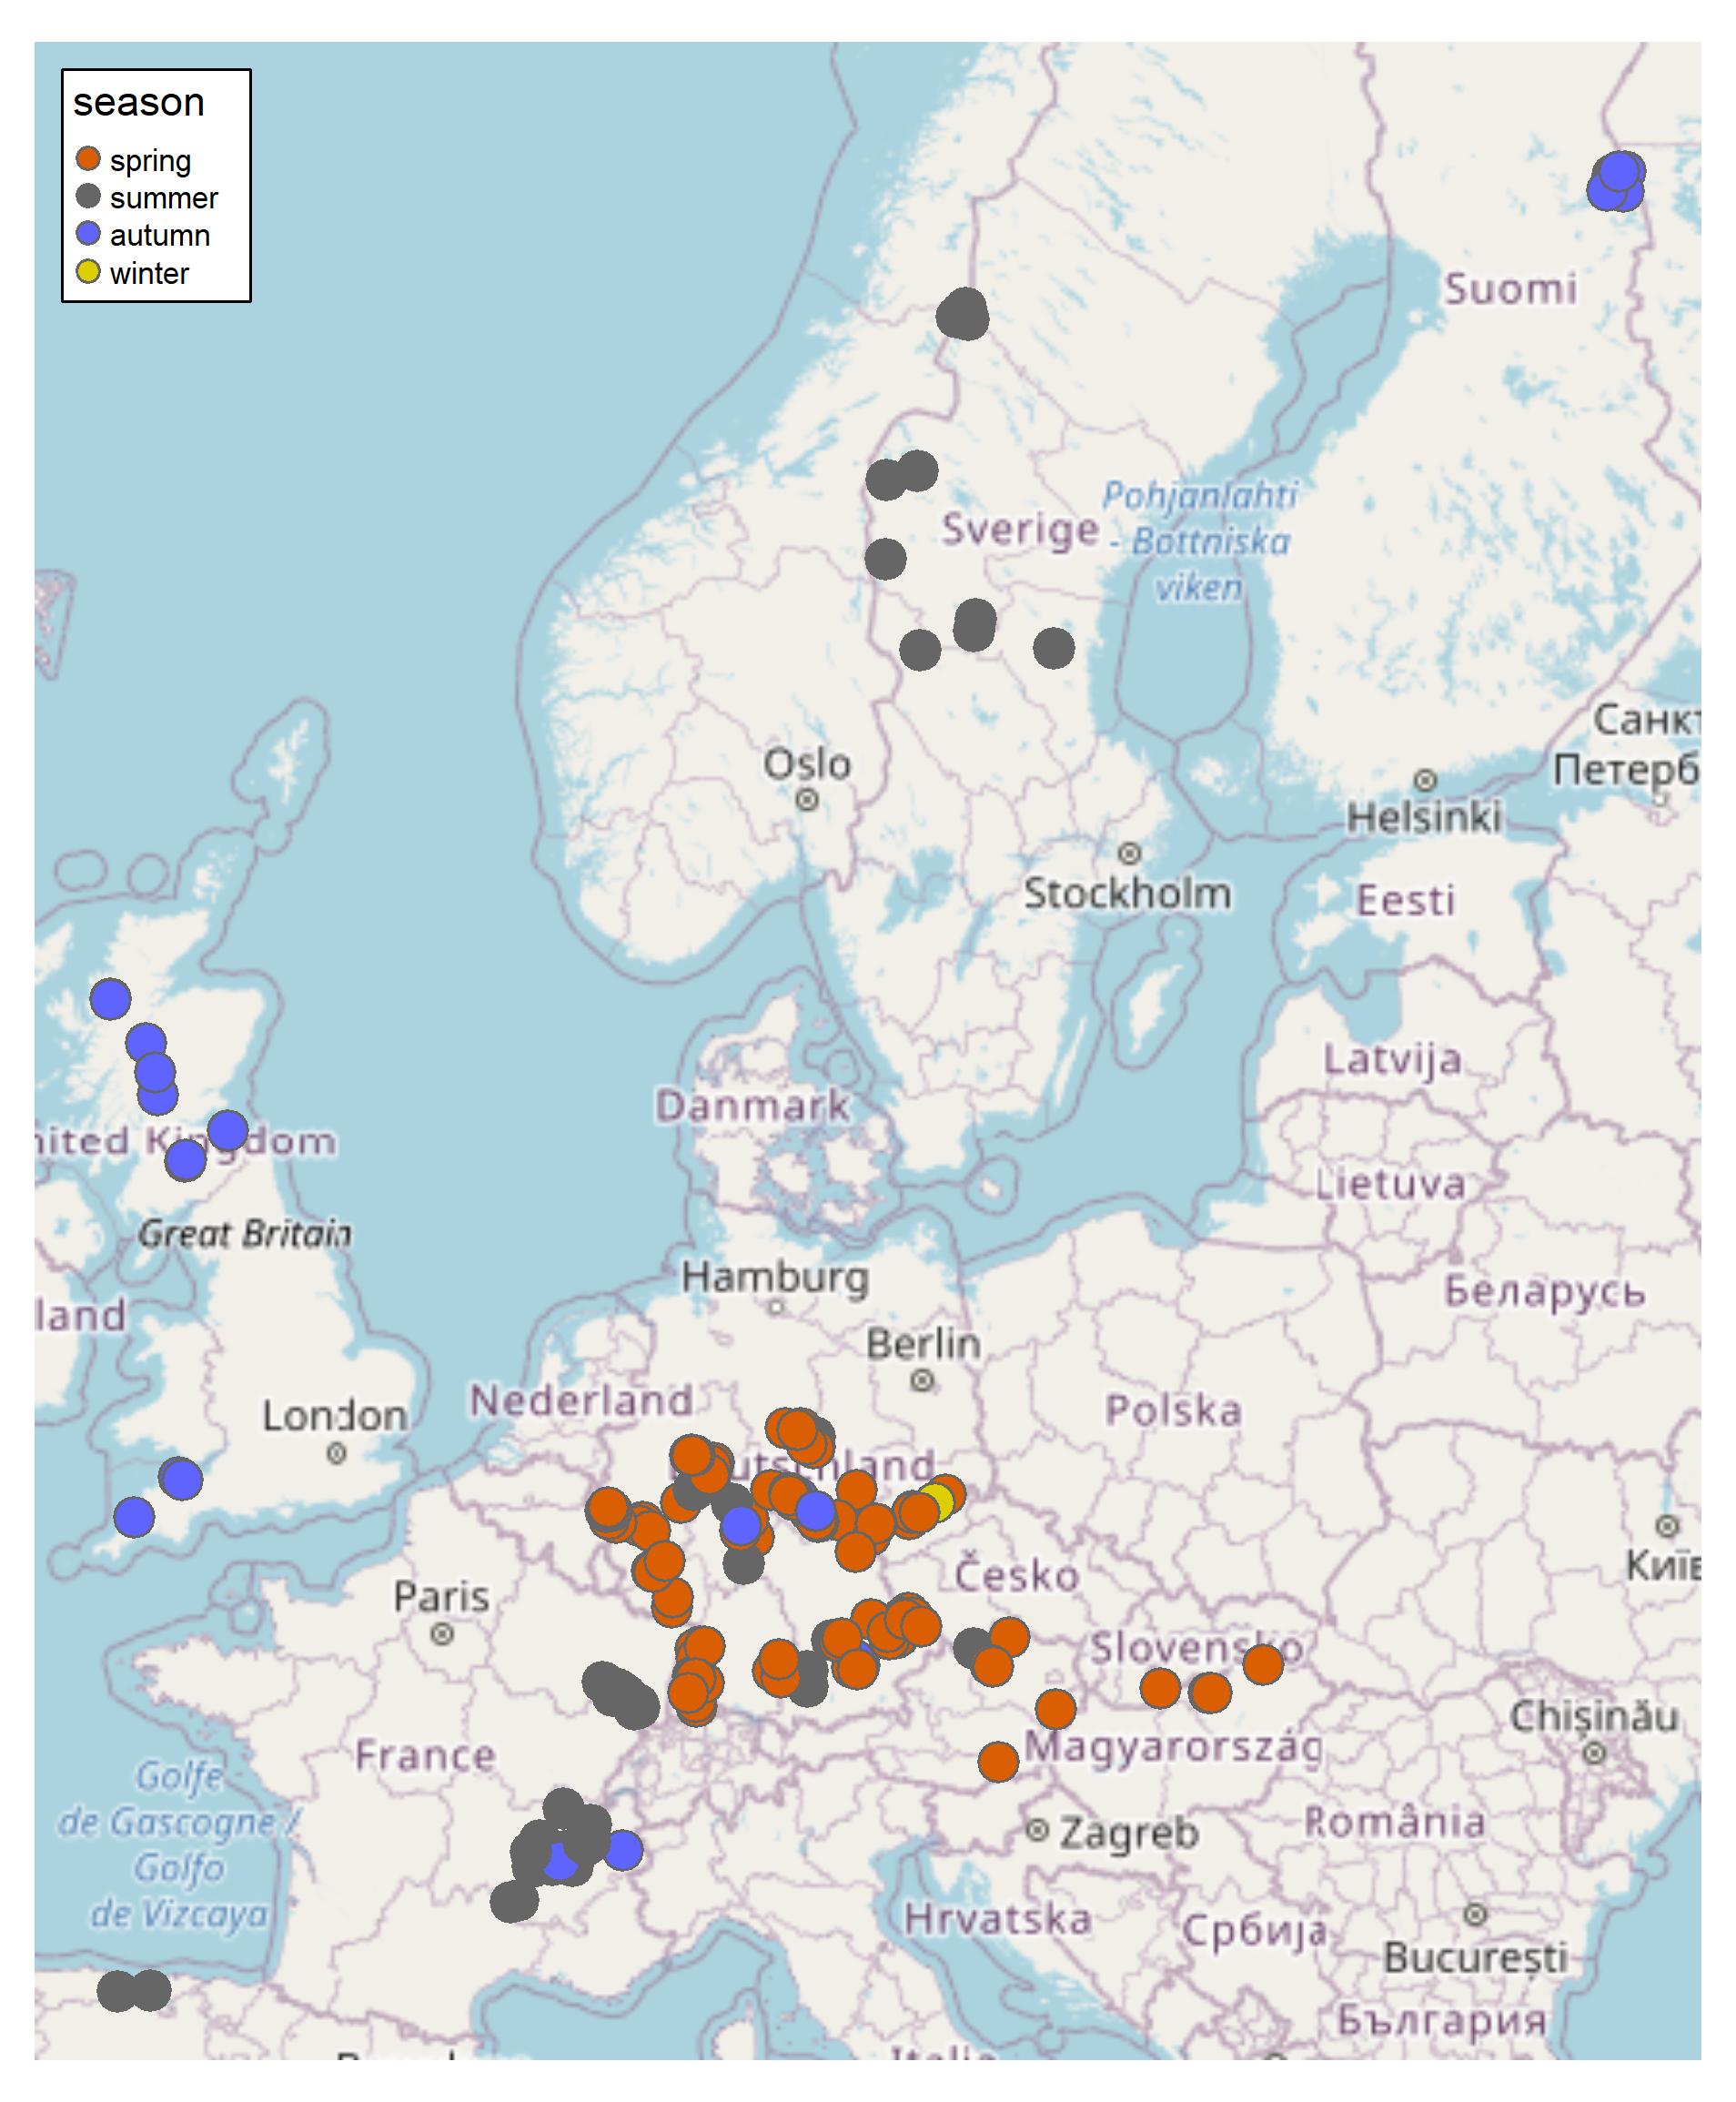 season
spring
summer
autumn
winter
Suomi
Pohjanlahti
- Bottniska
viken
Sverige
Санкт
Петерб
Oslo
Helsinki
Stockholm
Eesti
Latvija
Danmark
nited Kingdom
Lietuva
Great Britain
Hamburg
Беларусь
land
Berlin
Nederland
Polska
London
utschland
Київ
Česko
Paris
Slovensko
Chișinău
France
Magyarország
Golfe
de Gascogne /
Golfo
de Vizcaya
Zagreb
România
Hrvatska
Србија
București
България